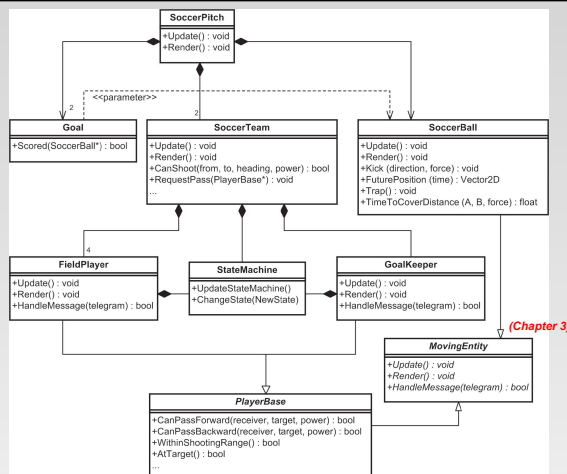 SoccerPitch
+Update() : void
+Render() : void
<<parameter>>
2
2
Goal
+Scored(SoccerBall*) : bool
SoccerTeam
+Update() : void
+Render() : void
+CanShoot(from, to, heading, power) : bool
+RequestPass(PlayerBase*) : void
...
SoccerBall
+Update() : void
+Render() : void
+Kick (direction, force) : void
+FuturePosition (time) : Vector2D
+Trap() : void
+TimeToCoverDistance (A, B, force) : float
4
FieldPlayer
+Update() : void
+Render() : void
+HandleMessage(telegram) : bool
StateMachine
+UpdateStateMachine()
+ChangeState(NewState)
GoalKeeper
+Update() : void
+Render() : void
+HandleMessage(telegram) : bool
(Chapter 3)
MovingEntity
+Update() : void
+Render() : void
+HandleMessage(telegram) : bool
PlayerBase
+CanPassForward(receiver, target, power) : bool
+CanPassBackward(receiver, target, power) : bool
+WithinShootingRange() : bool
+AtTarget() : bool
...